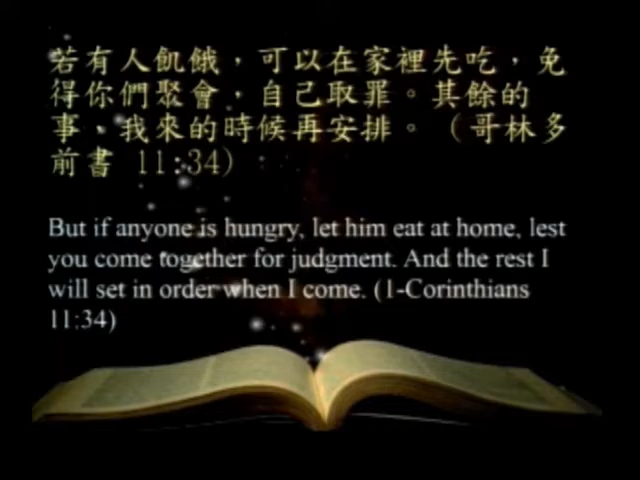 若有人飢餓，可以在家裡先吃，免
得你們聚會，自己取罪。其餘的
事、我來的時候再安排。（哥林多
前書 11:34）
But if anyone is hungry, let him eat at home, lest
you come together for judgment. And the rest I
will set in order when I come. (1-Corinthians
11:34)